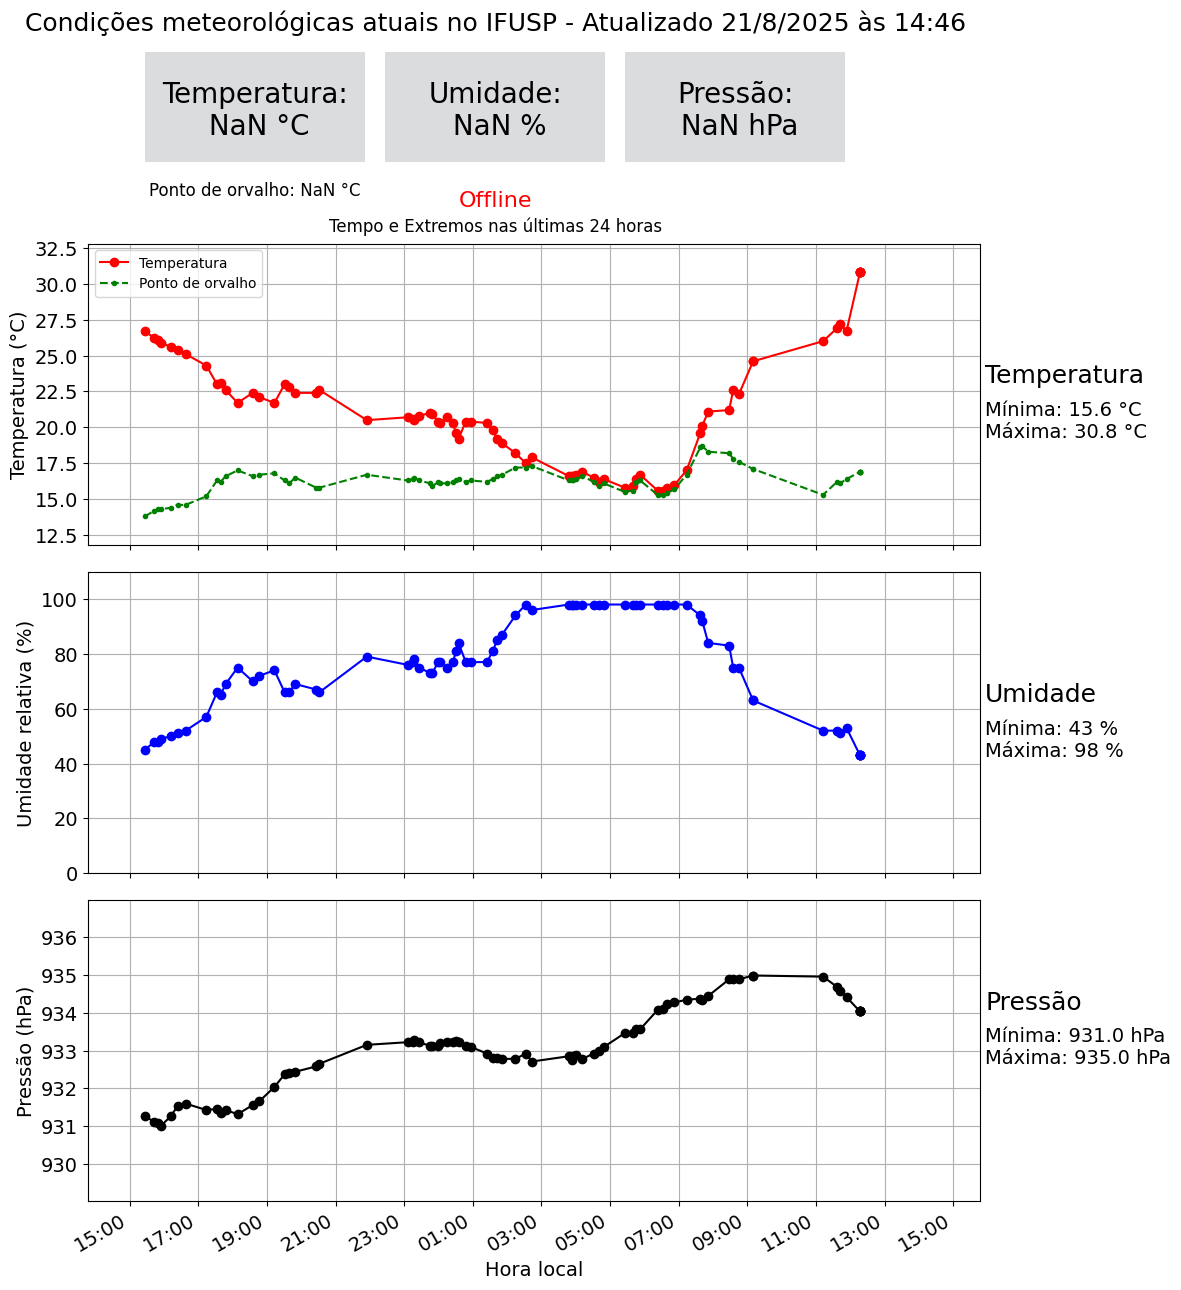 Condições meteorológicas atuais no IFUSP - Atualizado 21/8/2025 às 14:46
Temperatura:
NaN °C
Umidade:
NaN %
Pressão:
NaN hPa
Ponto de orvalho: NaN °C
Offline
Tempo e Extremos nas últimas 24 horas
Temperatura (°C)
32.5
30.0
27.5
25.0
22.5
20.0
17.5
15.0
12.5
Temperatura
Ponto de orvalho
Temperatura
Mínima: 15.6 °C
Máxima: 30.8 °C
Umidade relativa (%)
100
80
60
40
20
0
Umidade
Mínima: 43 %
Máxima: 98 %
Pressão (hPa)
936
935
934
933
932
931
930
Pressão
Mínima: 931.0 hPa
Máxima: 935.0 hPa
15:00
17:00
19:00
21:00
23:00
01:00
03:00
05:00
07:00
09:00
11:00
13:00
15:00
Hora local